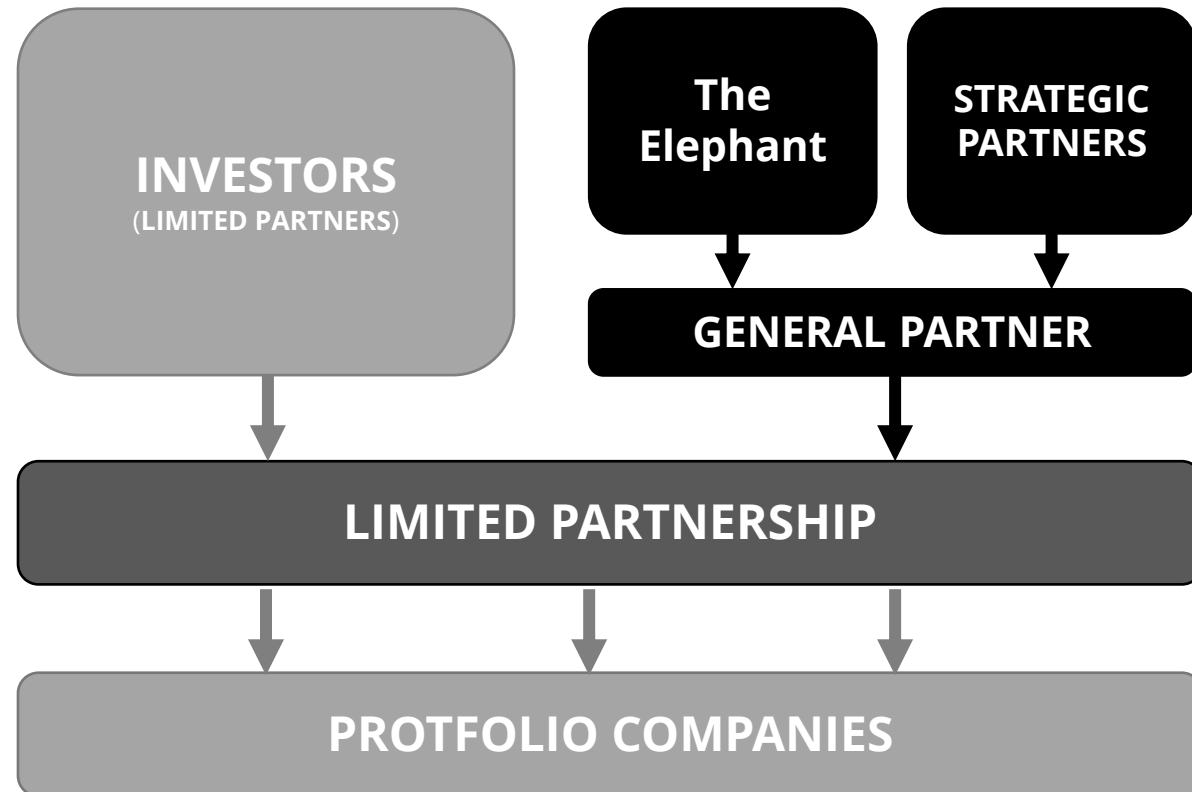 INVESTORS
(LIMITED PARTNERS)
The
Elephant
STRATEGIC
PARTNERS
GENERAL PARTNER
LIMITED PARTNERSHIP
PROTFOLIO COMPANIES